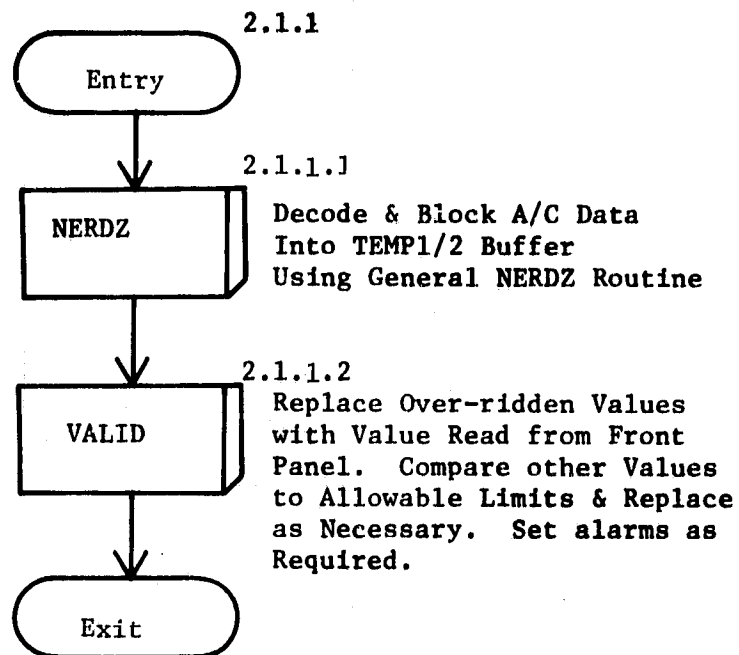 2.1.1
Entry
2.1.1.1
NERDZ
Decode & Block A/C Data
Into TEMP1/2 Buffer
Using General NERDZ Routine
2.1.1.2
VALID
Replace Over-ridden Values
with Value Read from Front
Panel. Compare other Values
to Allowable Limits & Replace
as Necessary. Set alarms as
Required.
Exit